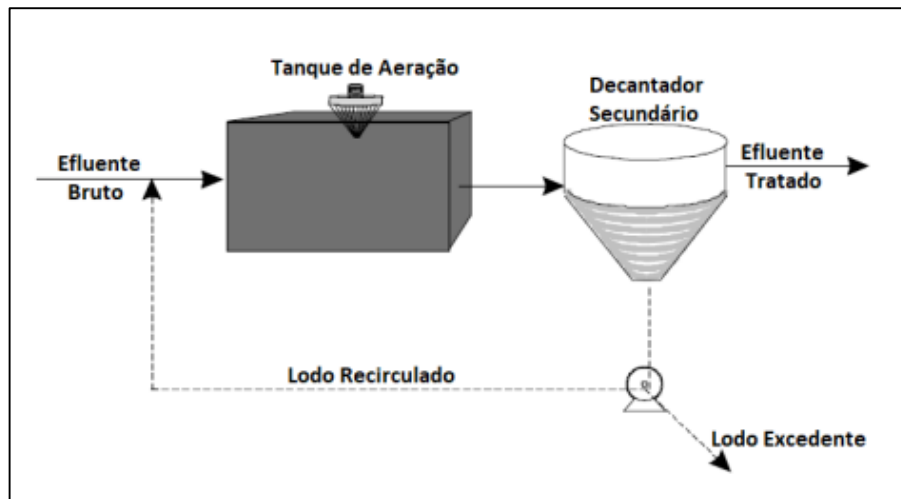 Tanque de Aeração
Decantador
Secundário
Efluente
Bruto
Efluente
Tratado
Lodo Recirculado
Lodo Excedente